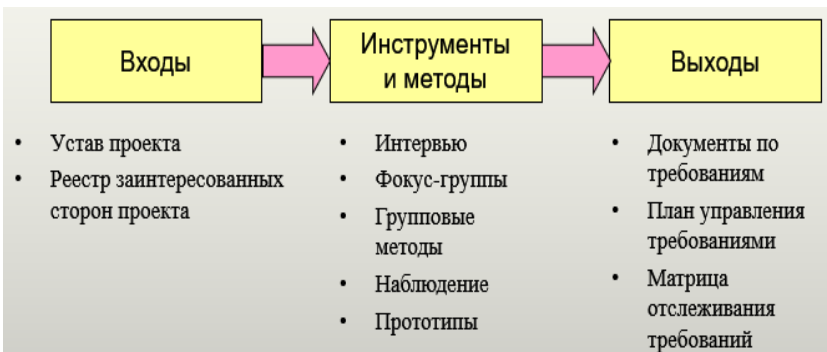 Входы
Инструменты
и методы
Выходы
• Устав проекта
• Реестр заинтересованных
сторон проекта
• Интервью
• Фокус-группы
• Групповые
методы
• Наблюдение
• Прототипы
• Документы по
требованиям
• План управления
требованиями
• Матрица
отслеживания
требований